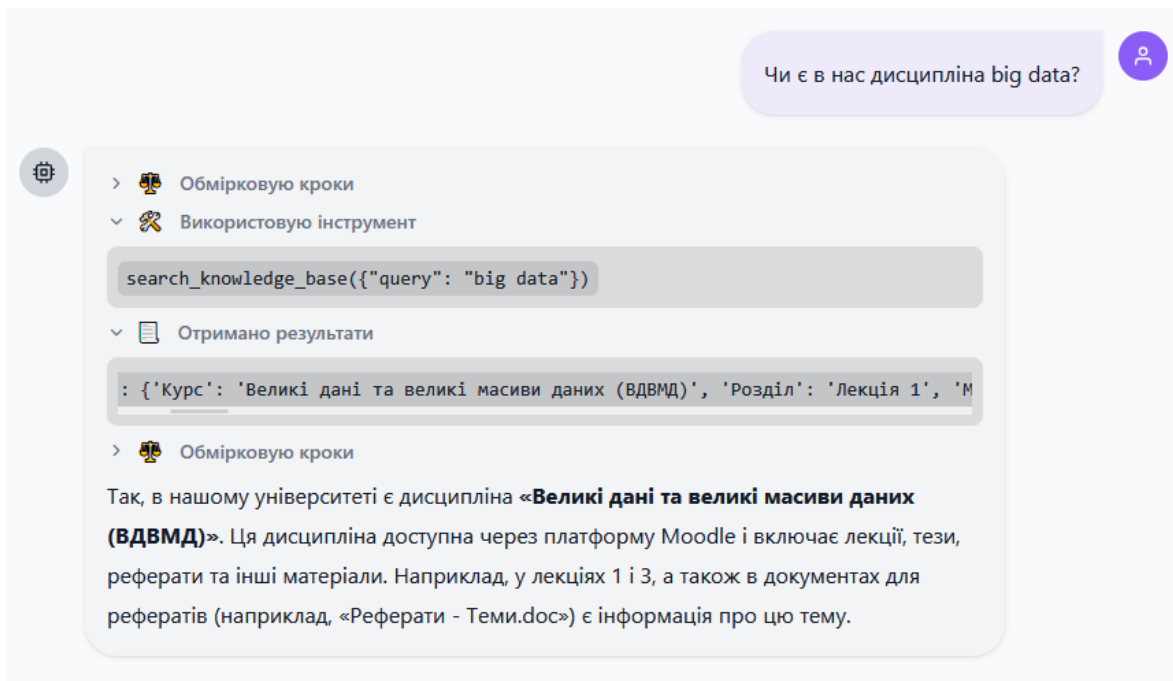 Чи є в нас дисципліна big data?
Обмірковую кроки
Використовую інструмент
search_knowledge_base({"query": "big data"})
Отримано результати
: {'Курс': 'Великі дані та великі масиви даних (ВДВМД)', 'Розділ': 'Лекція 1', 'М
Обмірковую кроки
Так, в нашому університеті є дисципліна «Великі дані та великі масиви даних
(ВДВМД)». Ця дисципліна доступна через платформу Moodle і включає лекції, тези,
реферати та інші матеріали. Наприклад, у лекціях 1 і 3, а також в документах для
рефератів (наприклад, «Реферати - Теми.doc») є інформація про цю тему.